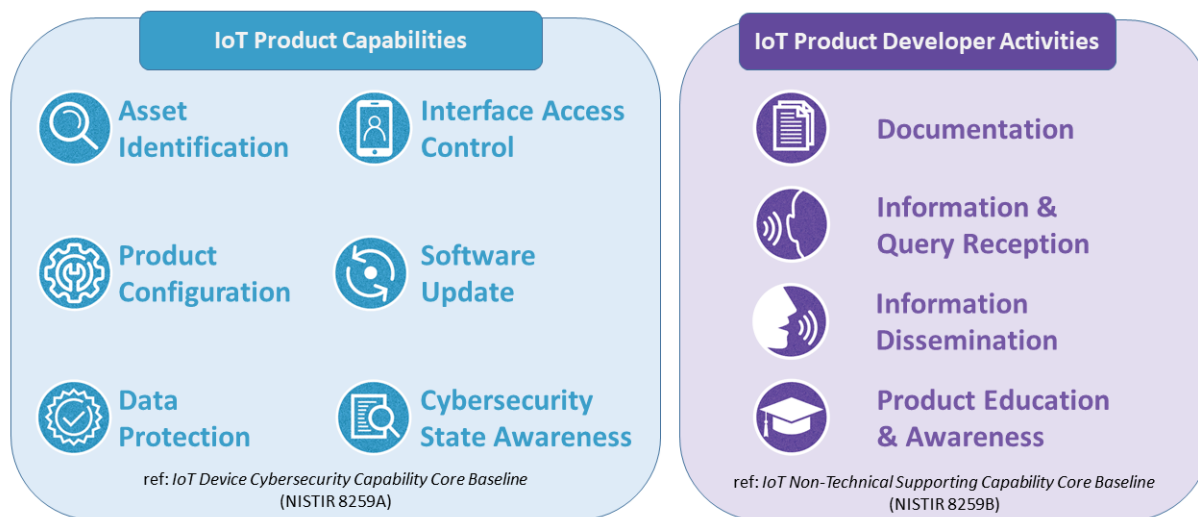 IoT Product Capabilities
Asset
Identification
Interface Access
Control
Product
Configuration
Software
Update
Data
Protection
Cybersecurity
State Awareness
ref: IoT Device Cybersecurity Capability Core Baseline
(NISTIR 8259A)
IoT Product Developer Activities
Documentation
Information &
Query Reception
Information
Dissemination
Product Education
& Awareness
ref: IoT Non-Technical Supporting Capability Core Baseline
(NISTIR 8259B)